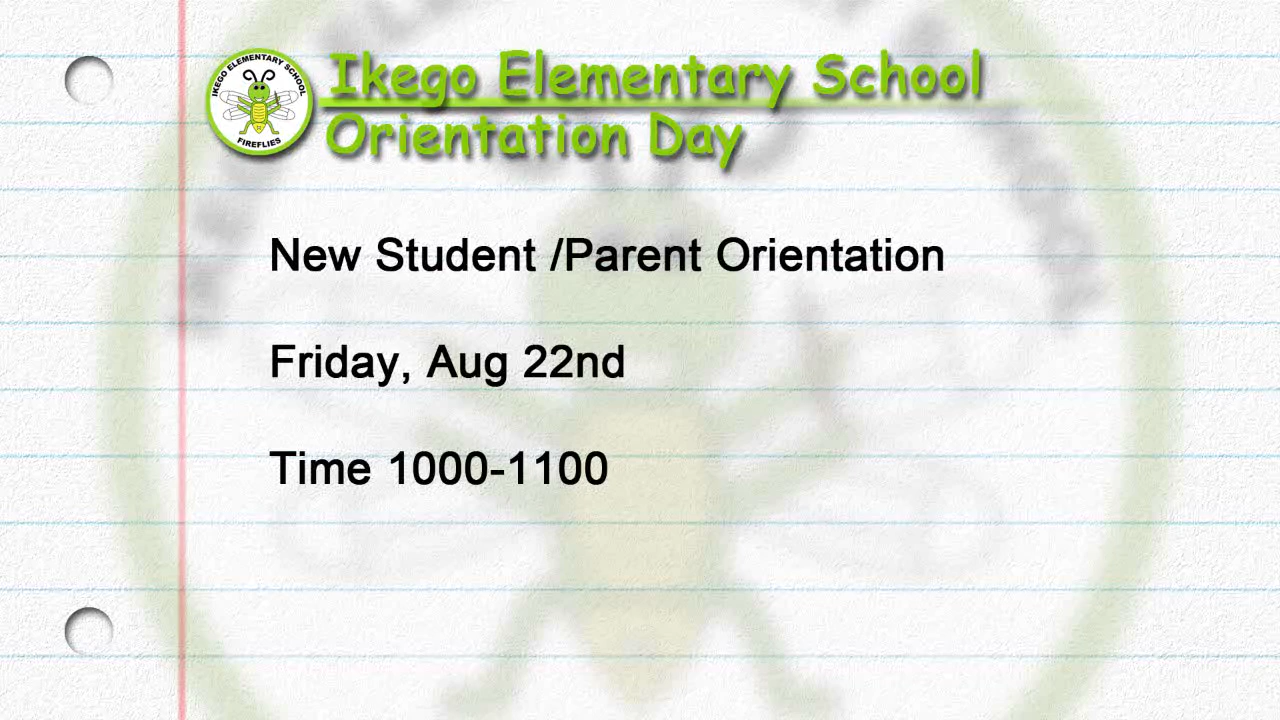 IKEGO ELEMENTARY SCHOOL
FIREFLIES
Ikego Elementary School
Orientation Day
New Student /Parent Orientation
Friday, Aug 22nd
Time 1000-1100